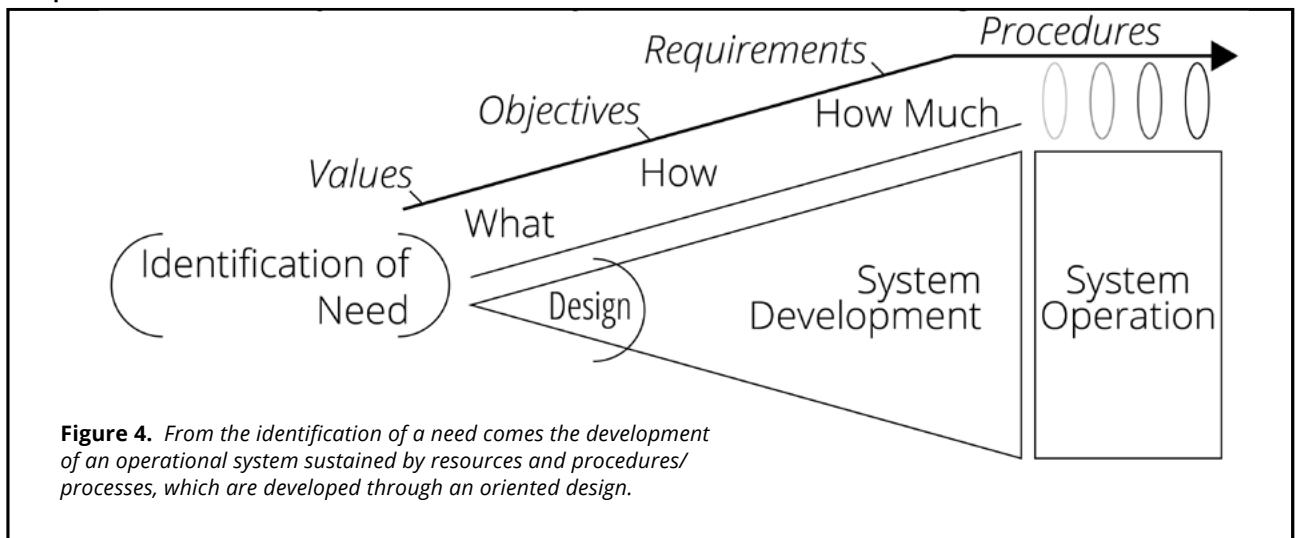 Procedures
Requirements
How Much
Objectives
How
Values
What
Identification of
Need
Design
System
Development
System
Operation
Figure 4. From the identification of a need comes the development
of an operational system sustained by resources and procedures/
processes, which are developed through an oriented design.